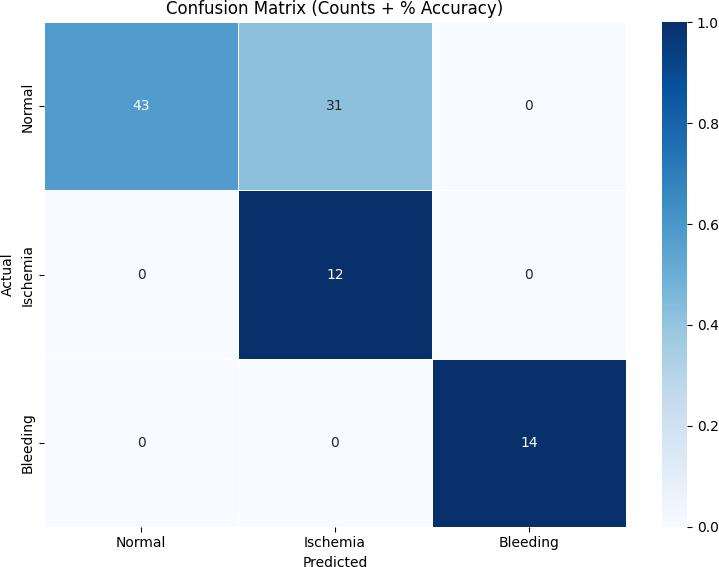 Confusion Matrix (Counts + % Accuracy)
1.0
Normal
43
31
0
0.8
0.6
Actual
Ischemia
0
12
0
0.4
Bleeding
0
0
14
0.2
0.0
Normal
Ischemia
Bleeding
Predicted